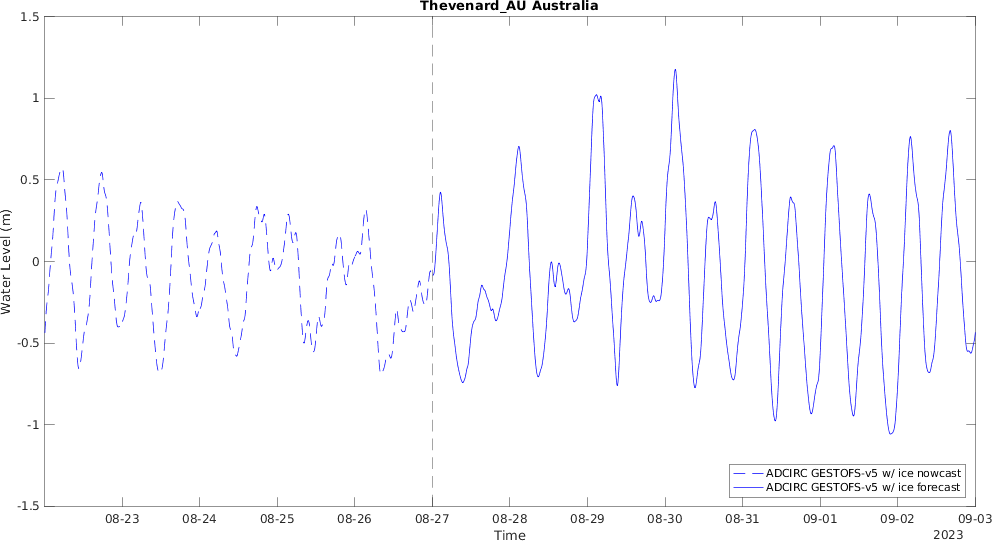 Thevenard_AU Australia
1.5
1
0.5
0
-0.5
-1
-1.5
Water Level (m)
ADCIRC GESTOFS-v5 w/ ice nowcast
ADCIRC GESTOFS-v5 w/ ice forecast
08-23 08-24 08-25 08-26 08-27 08-28 08-29 08-30 08-31 09-01 09-02 09-03
Time
2023